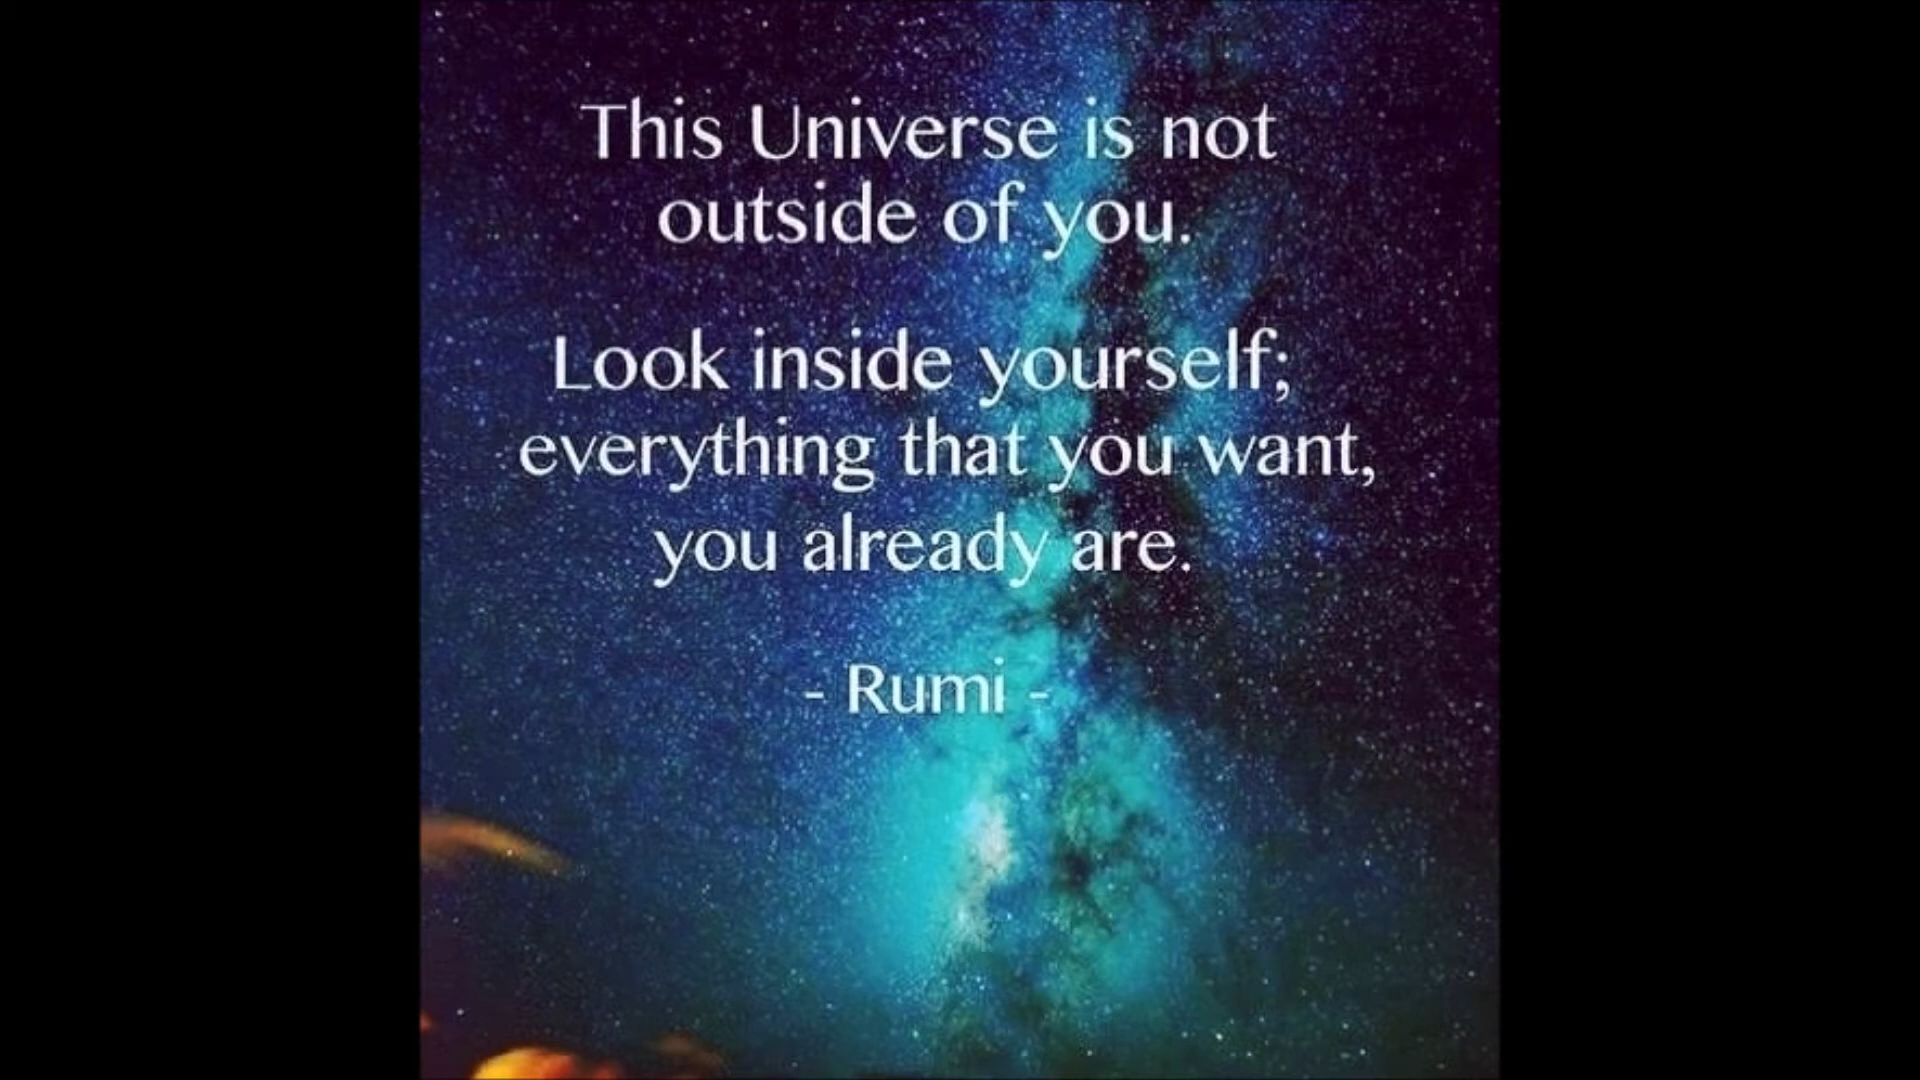 This Universe is not
outside of you.
Look inside yourself;
everything that you want,
you already are.
- Rumi -